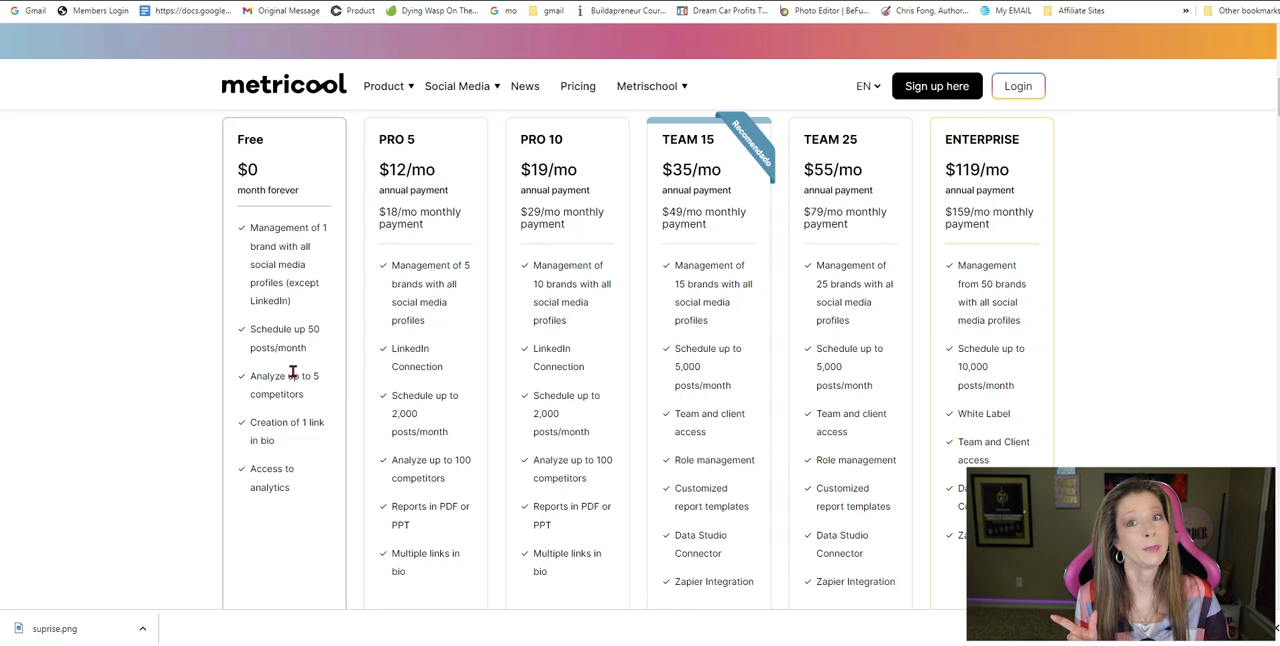 Gmail
Members Login
https://docs.google...
Original Message
Product
Dying Wasp On The...
mo
gmail
Buildapreneur Cour...
Dream Car Profits T...
Photo Editor | BeFu...
Chris Fong, Author...
My EMAIL
Affiliate Sites
»
Other bookmarks
metricool
Product
Social Media
News
Pricing
Metrischool
EN
Sign up here
Login
Free
$0
month forever
Management of 1
brand with all
social media
profiles (except
LinkedIn)
Schedule up 50
posts/month
Analyze up to 5
competitors
Creation of 1 link
in bio
Access to
analytics
PRO 5
$12/mo
annual payment
$18/mo monthly
payment
Management of 5
brands with all
social media
profiles
LinkedIn
Connection
Schedule up to
2,000
posts/month
Analyze up to 100
competitors
Reports in PDF or
PPT
Multiple links in
bio
PRO 10
$19/mo
annual payment
$29/mo monthly
payment
Management of
10 brands with all
social media
profiles
LinkedIn
Connection
Schedule up to
2,000
posts/month
Analyze up to 100
competitors
Reports in PDF or
PPT
Multiple links in
bio
Recomendado
TEAM 15
$35/mo
annual payment
$49/mo monthly
payment
Management of
15 brands with all
social media
profiles
Schedule up to
5,000
posts/month
Team and client
access
Role management
Customized
report templates
Data Studio
Connector
Zapier Integration
TEAM 25
$55/mo
annual payment
$79/mo monthly
payment
Management of
25 brands with al
social media
profiles
Schedule up to
5,000
posts/month
Team and client
access
Role management
Customized
report templates
Data Studio
Connector
Zapier Integration
ENTERPRISE
$119/mo
annual payment
$159/mo monthly
payment
Management
from 50 brands
with all social
media profiles
Schedule up to
10,000
posts/month
White Label
Team and Client
access
suprise.png